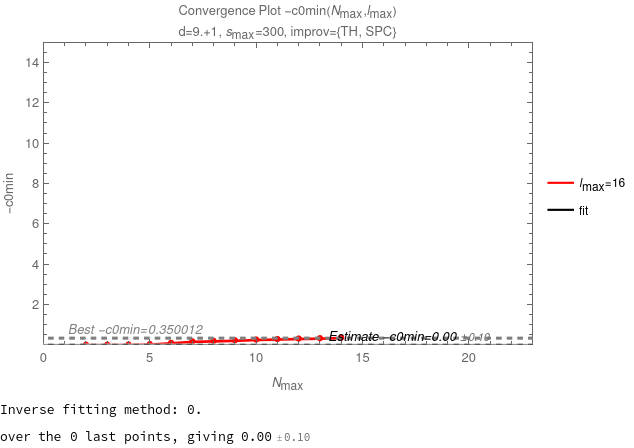 Convergence Plot −c0min(Nmax,lmax)
d=9.+1, smax=300, improv={TH, SPC}
14
12
10
8
6
4
2
−c0min
lmax=16
fit
Best −c0min=0.350012
Estimate−c0min=0.00 ±0.10
0 5 10 15 20
Nmax
Inverse fitting method: 0.
over the 0 last points, giving 0.00 ±0.10